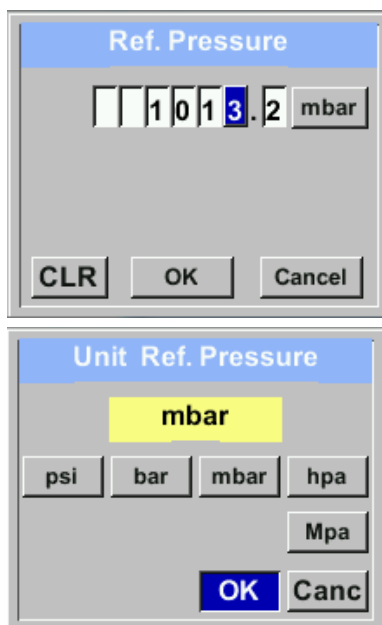 Ref. Pressure
1013.2 mbar
CLR OK Cancel
Unit Ref. Pressure
mbar
psi bar mbar hpa
Mpa
OK Canc